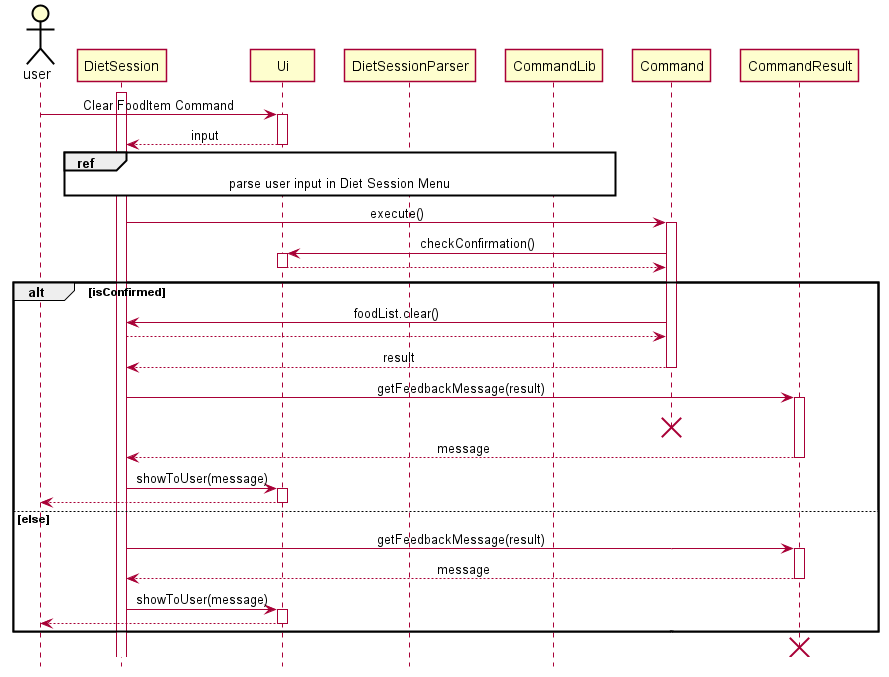 user
DietSession
Ui
DietSessionParser
CommandLib
Command
CommandResult
Clear FoodItem Command
input
ref
parse user input in Diet Session Menu
execute()
checkConfirmation()
alt
[isConfirmed]
foodList.clear()
result
getFeedbackMessage(result)
message
showToUser(message)
[else]
getFeedbackMessage(result)
message
showToUser(message)